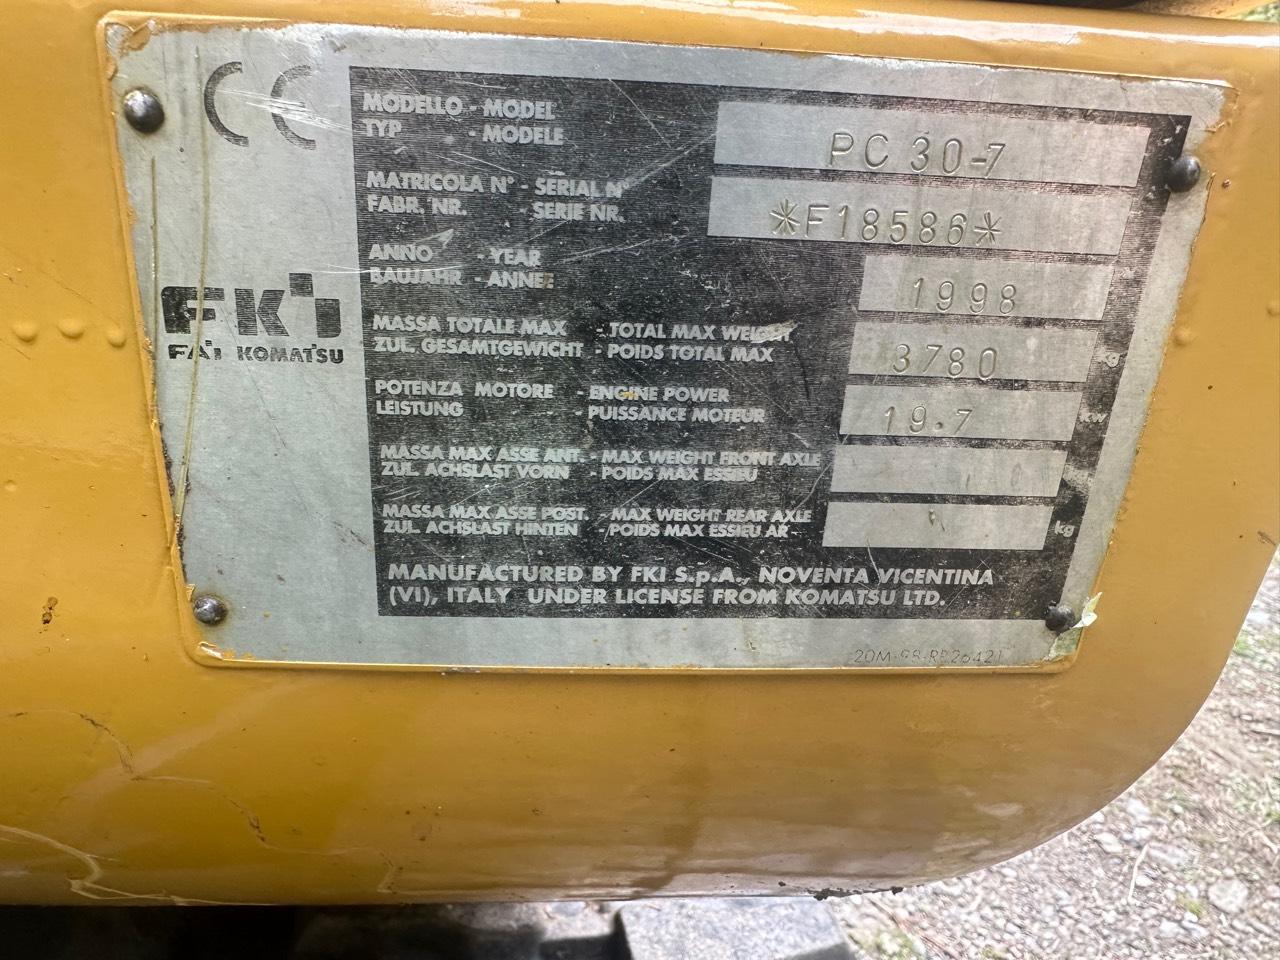 CE
FKI
FAI KOMATSU
MODELLO - MODEL
TYP - MODELE
PC 30-7
MATRICOLA N° - SERIAL N°
FABR. NR. - SERIE NR.
*F18586*
ANNO - YEAR
BAUJAHR - ANNEE
1998
MASSA TOTALE MAX - TOTAL MAX WEIGHT
ZUL. GESAMTGEWICHT - POIDS TOTAL MAX
3780 kg
POTENZA MOTORE - ENGINE POWER
LEISTUNG - PUISSANCE MOTEUR
19.7 kw
MASSA MAX ASSE ANT. - MAX WEIGHT FRONT AXLE
ZUL. ACHSLAST VORN - POIDS MAX ESSIEU
MASSA MAX ASSE POST. - MAX WEIGHT REAR AXLE
ZUL. ACHSLAST HINTEN - POIDS MAX ESSIEU AR
kg
MANUFACTURED BY FKI S.p.A., NOVENTA VICENTINA
(VI), ITALY UNDER LICENSE FROM KOMATSU LTD.